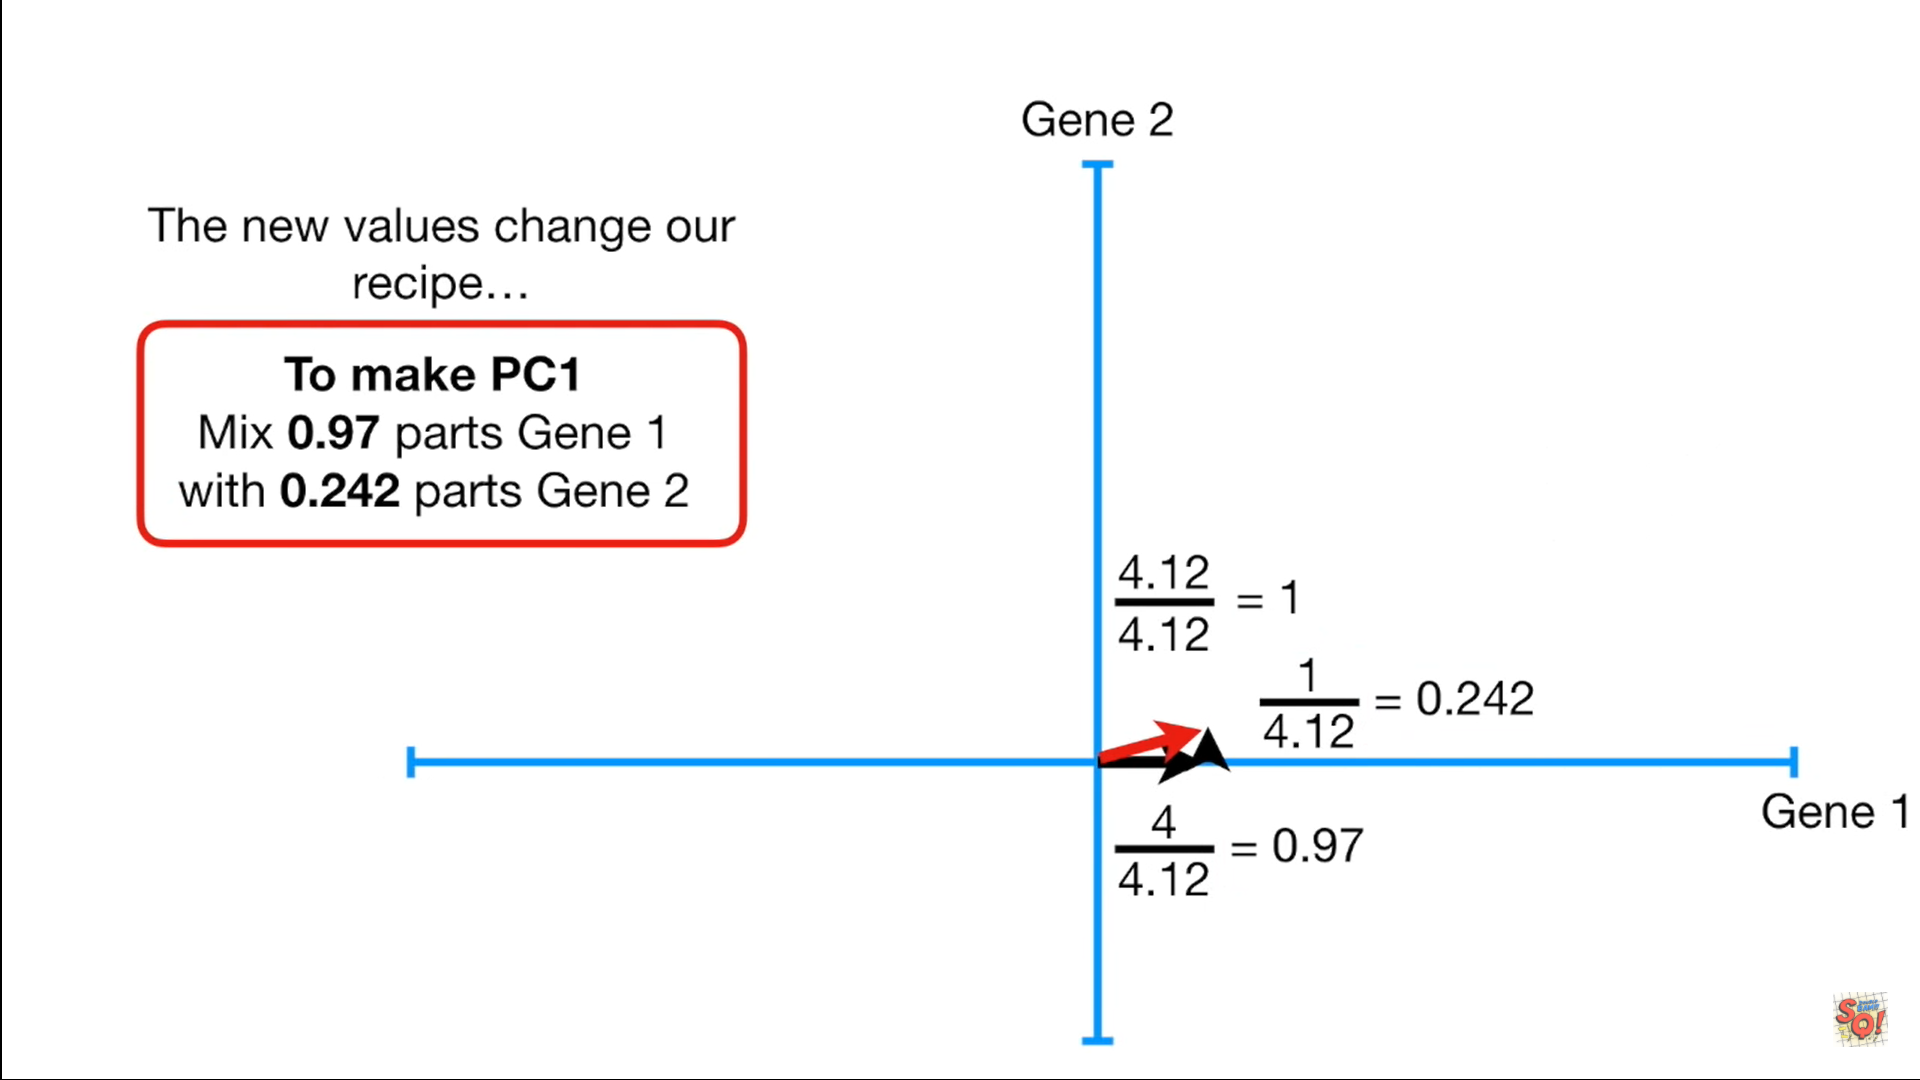 Gene 2
The new values change our
recipe…
To make PC1
Mix 0.97 parts Gene 1
with 0.242 parts Gene 2
4.12
4.12
= 1
1
4.12
= 0.242
Gene 1
4
4.12
= 0.97
SQ!